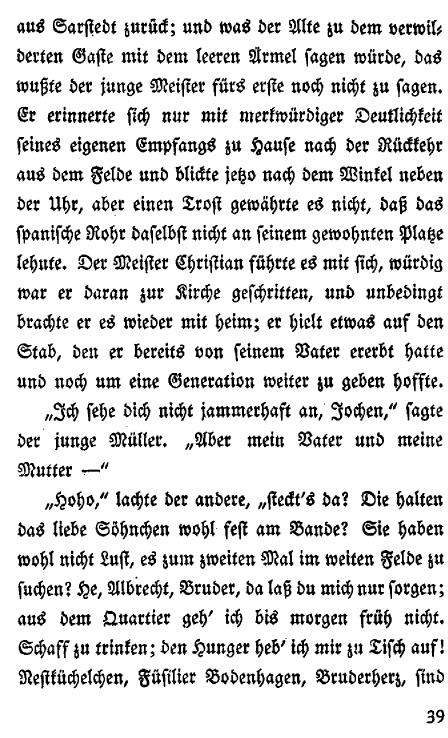 aus Sarstedt zurück; und was der Alte zu dem verwil-
derten Gaste mit dem leeren Ärmel sagen würde, das
wußte der junge Meister fürs erste noch nicht zu sagen.
Er erinnerte sich nur mit merkwürdiger Deutlichkeit
seines eigenen Empfangs zu Hause nach der Rückkehr
aus dem Felde und blickte jetzo nach dem Winkel neben
der Uhr, aber einen Trost gewährte es nicht, daß das
spanische Rohr daselbst nicht an seinem gewohnten Platze
lehnte. Der Meister Christian führte es mit sich, würdig
war er daran zur Kirche geschritten, und unbedingt
brachte er es wieder mit heim; er hielt etwas auf den
Stab, den er bereits von seinem Vater ererbt hatte
und noch um eine Generation weiter zu geben hoffte.
„Ich sehe dich nicht jammerhaft an, Jochen,“ sagte
der junge Müller. „Aber mein Vater und meine
Mutter —“
„Hoho,“ lachte der andere, „steckt's da? Die halten
das liebe Söhnchen wohl fest am Bande? Sie haben
wohl nicht Lust, es zum zweiten Mal im weiten Felde zu
suchen? He, Albrecht, Bruder, da laß du mich nur sorgen;
aus dem Quartier geh' ich bis morgen früh nicht.
Schaff zu trinken; den Hunger heb' ich mir zu Tisch auf!
Nestküchelchen, Füsilier Bodenhagen, Bruderherz, sind
39